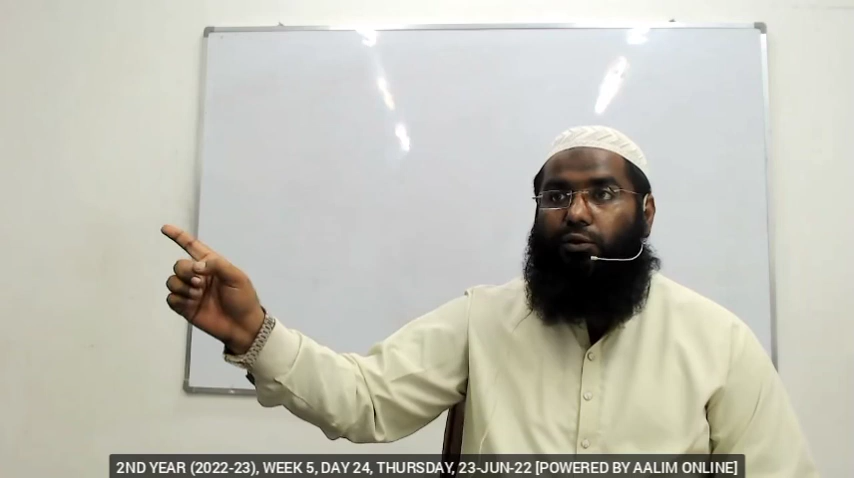 2ND YEAR (2022-23), WEEK 5, DAY 24, THURSDAY, 23-JUN-22 [POWERED BY AALIM ONLINE]